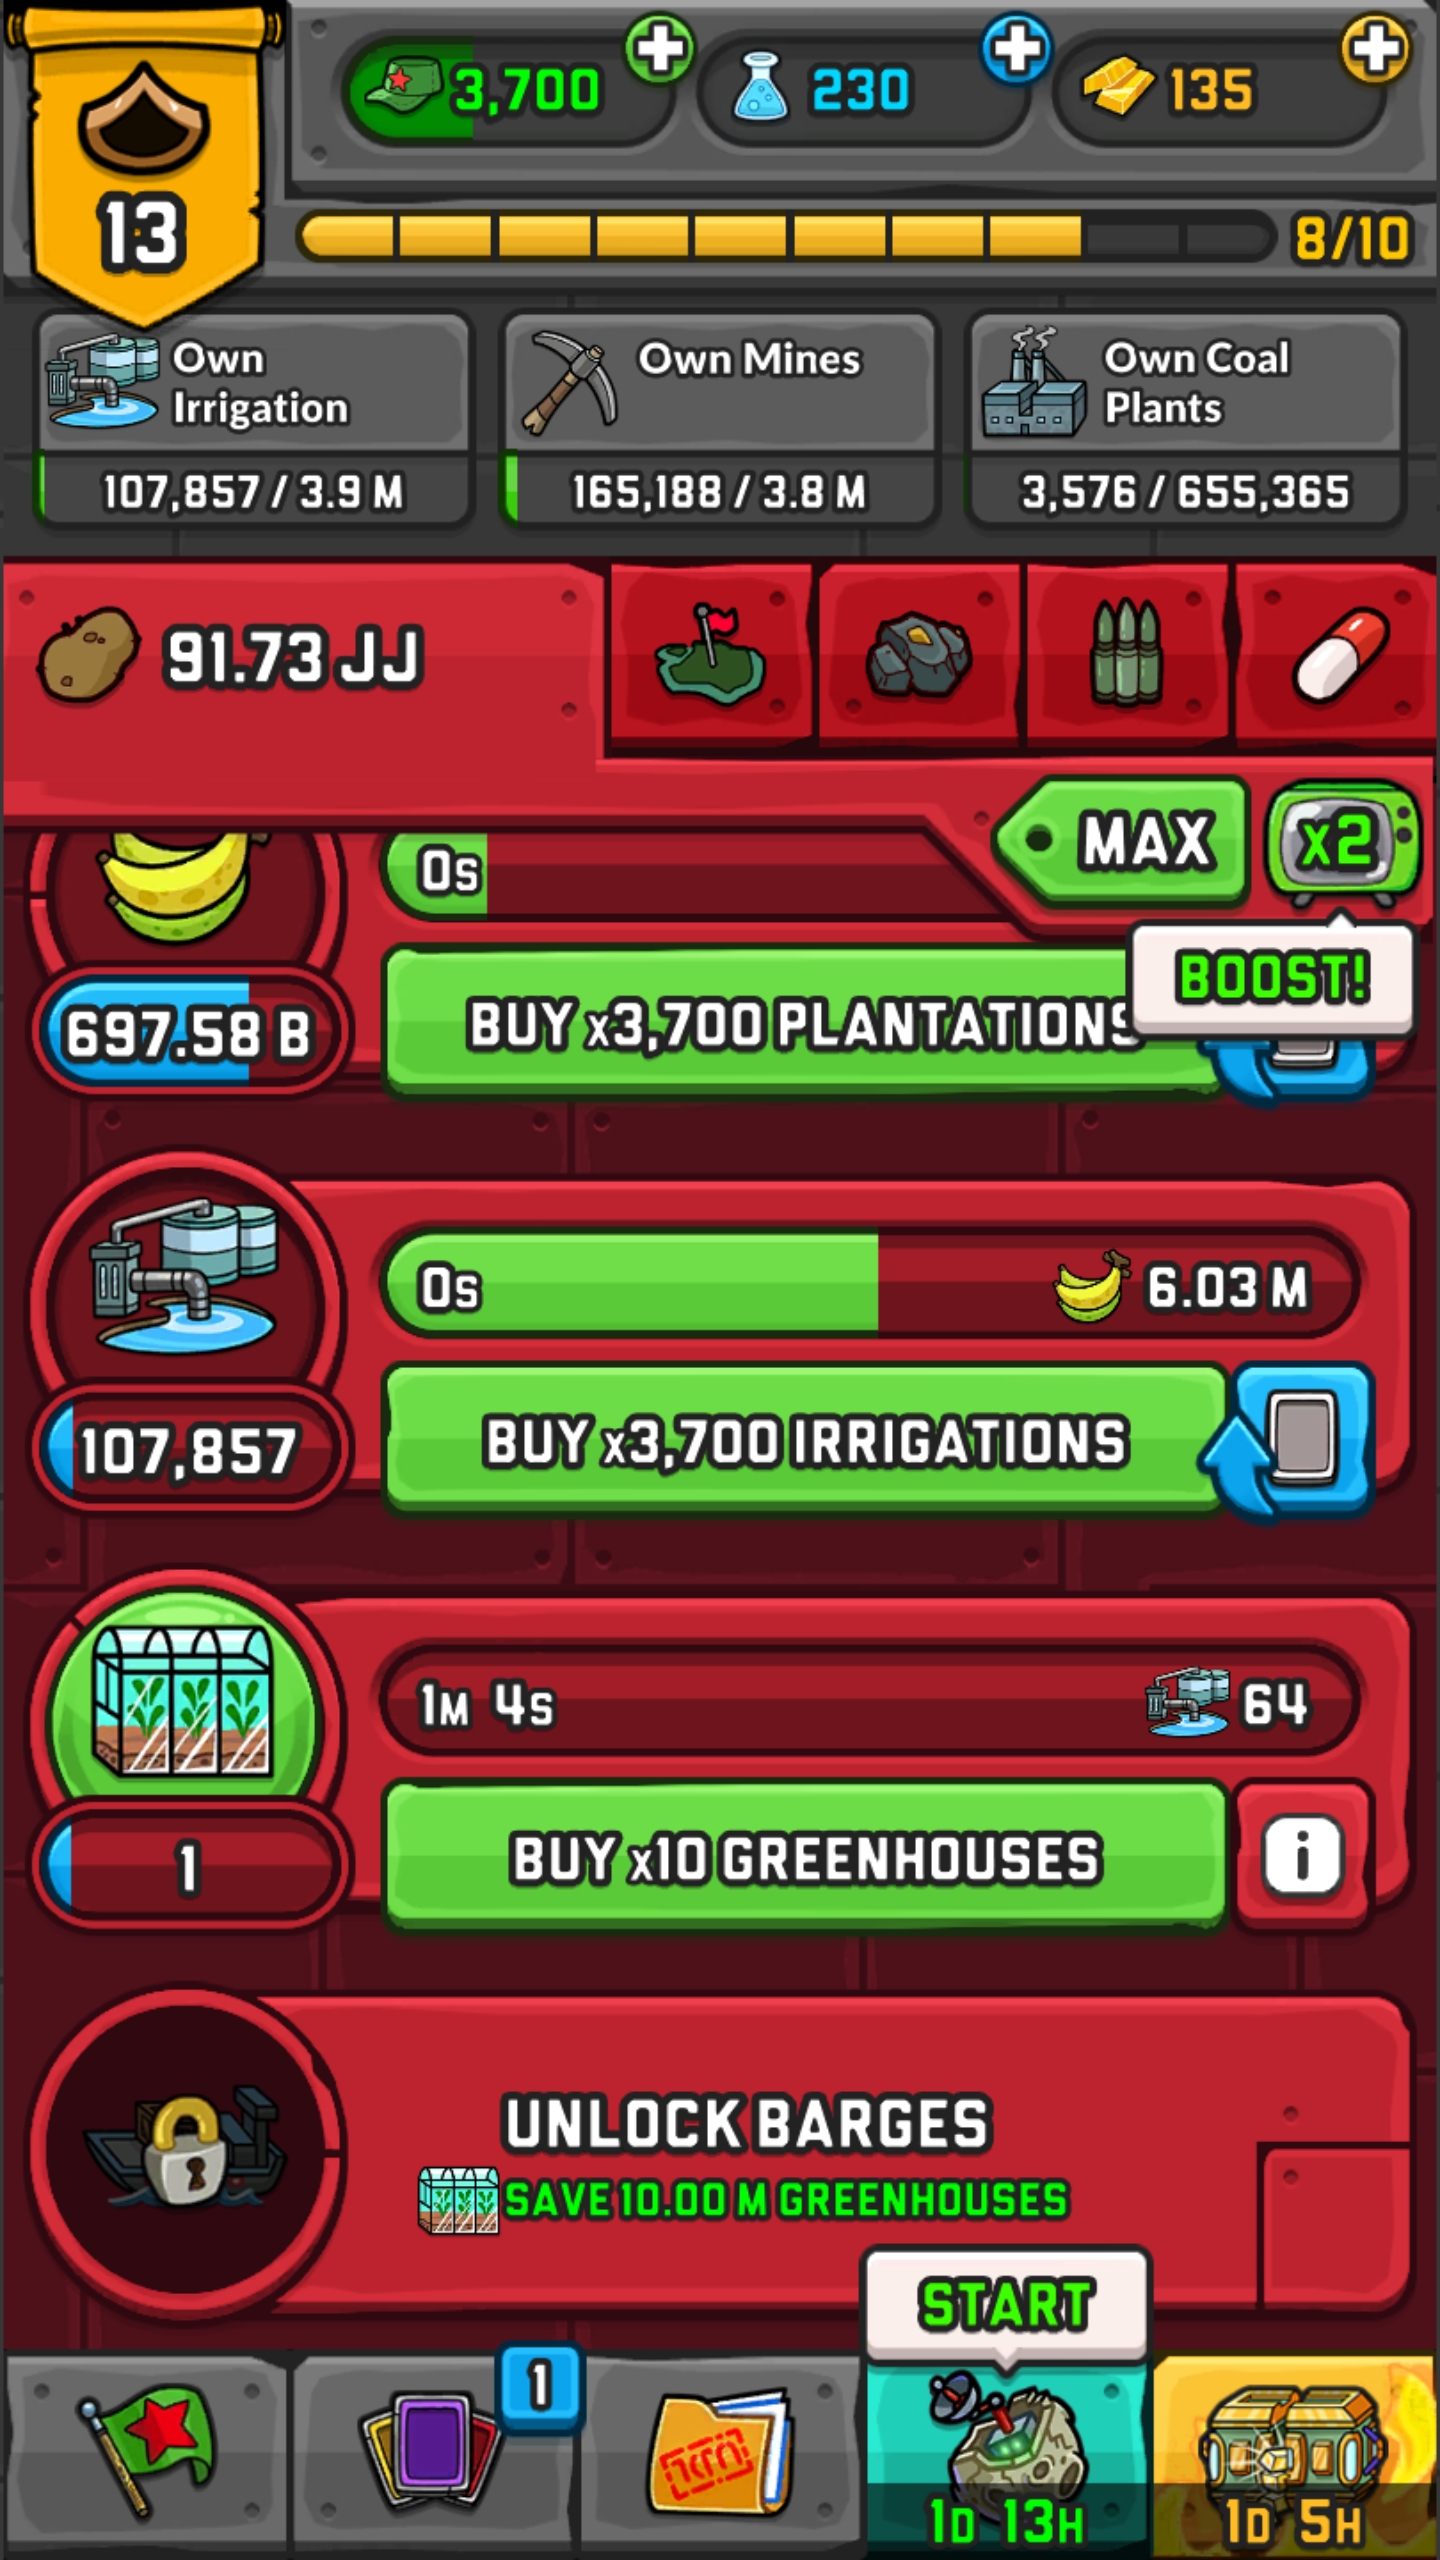 3,700
230
135
13
8/10
Own
Irrigation
107,857 / 3.9 M
Own Mines
165,188 / 3.8 M
Own Coal
Plants
3,576 / 655,365
91.73 JJ
MAX
x2
BOOST!
0s
697.58 B
BUY x3,700 PLANTATIONS
0s
6.03 M
107,857
BUY x3,700 IRRIGATIONS
1M 4s
64
1
BUY x10 GREENHOUSES
i
UNLOCK BARGES
SAVE 10.00 M GREENHOUSES
START
1
1D 13H
1D 5H